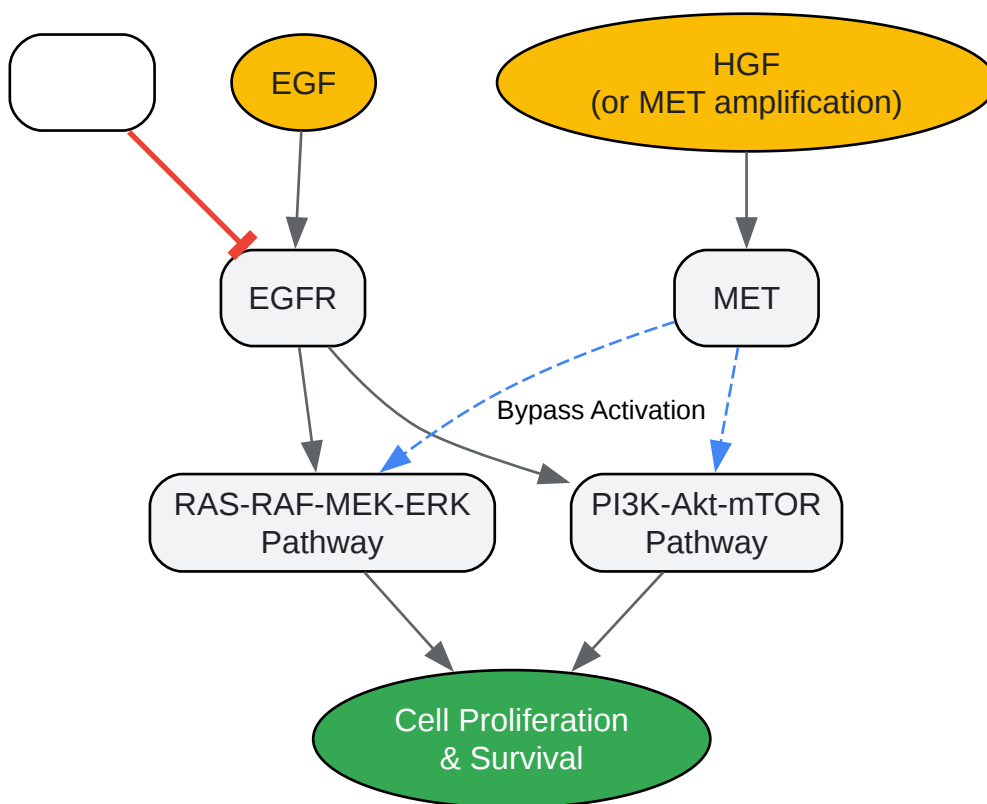 EGF
HGF
(or MET amplification)
EGFR
MET
Bypass Activation
RAS-RAF-MEK-ERK
Pathway
PI3K-Akt-mTOR
Pathway
Cell Proliferation
& Survival